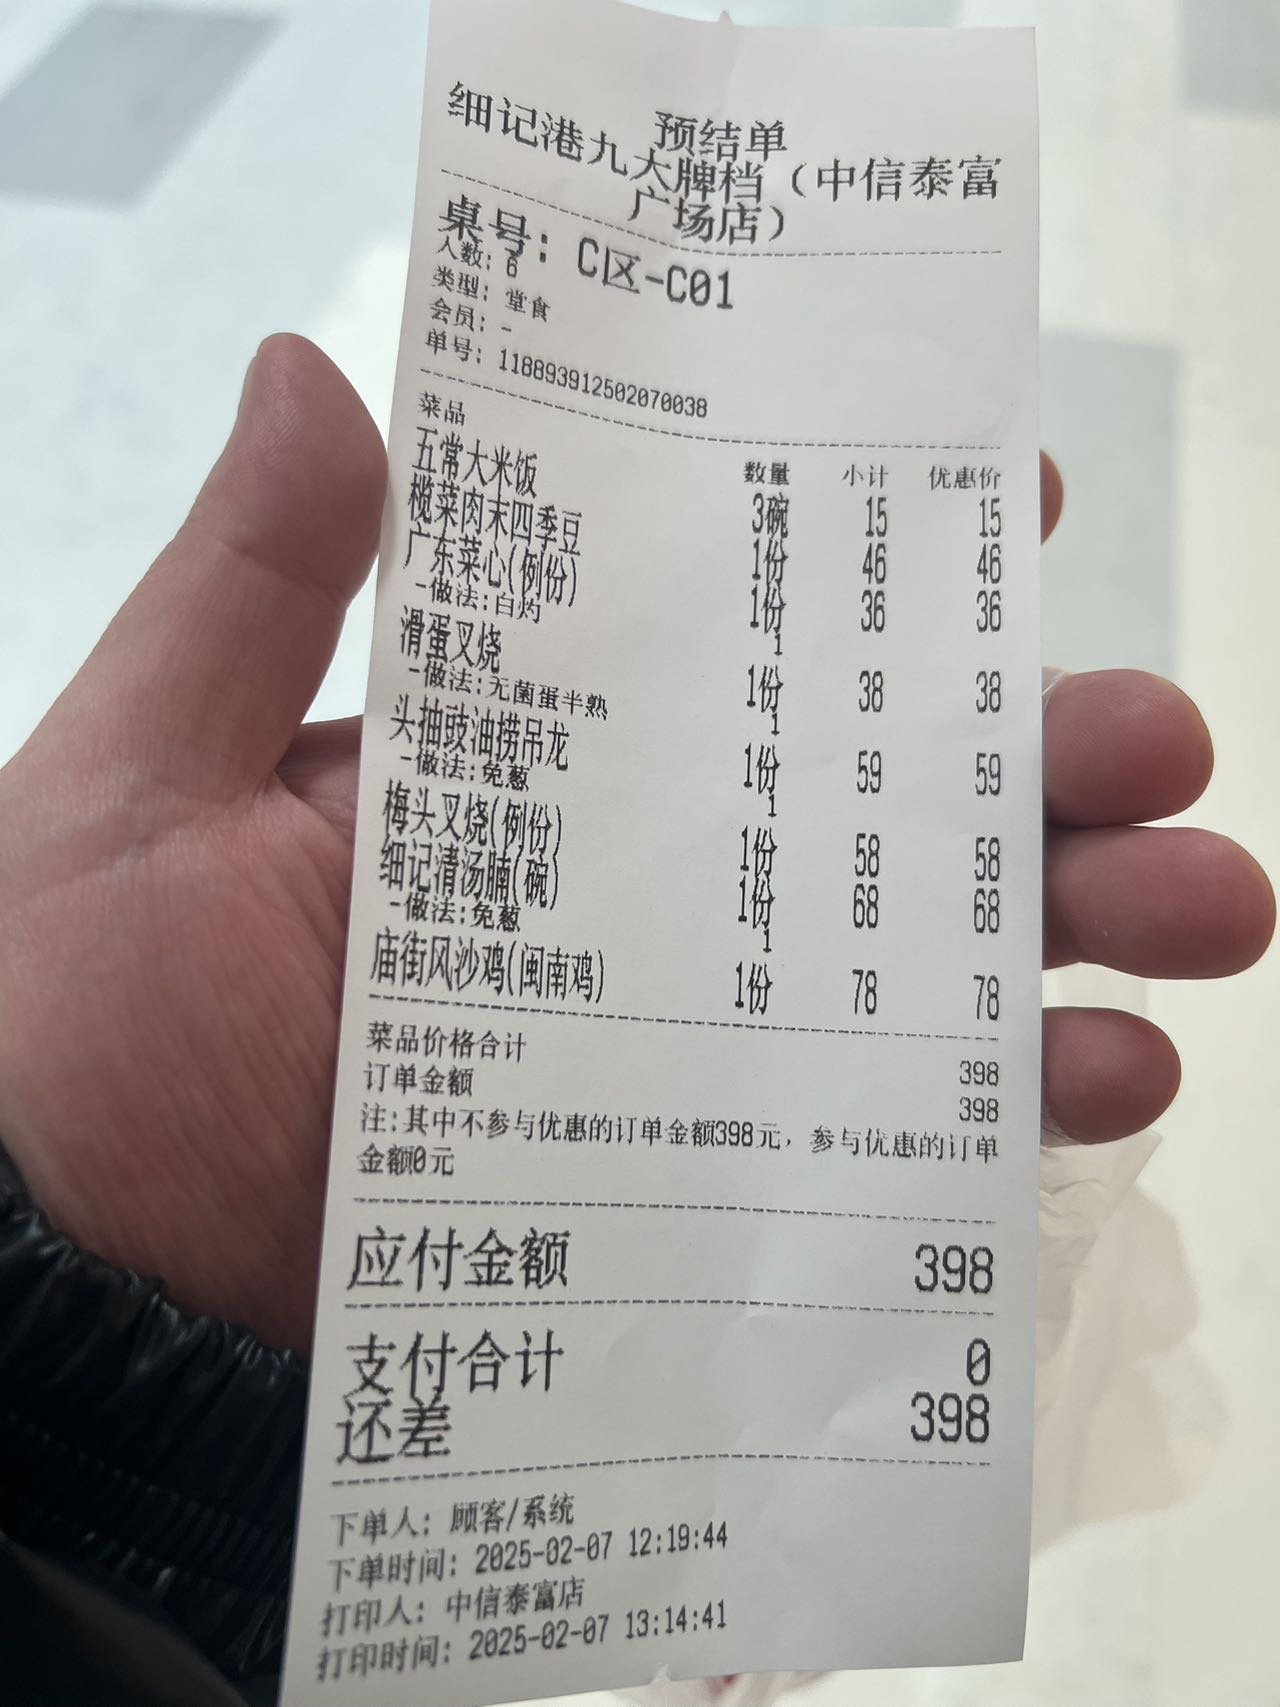 预结单
细记港九大牌档（中信泰富
广场店）
桌号: C区-C01
人数: 6
类型: 堂食
会员: -
单号: 118893912502070038
菜品 数量 小计 优惠价
五常大米饭 3碗 15 15
榄菜肉末四季豆 1份 46 46
广东菜心(例份) 1份 36 36
-做法:白灼 1
滑蛋叉烧 1份 38 38
-做法:无菌蛋半熟 1
头抽豉油捞吊龙 1份 59 59
-做法:免葱 1
梅头叉烧(例份) 1份 58 58
细记清汤腩(碗) 1份 68 68
-做法:免葱 1
庙街风沙鸡(闽南鸡) 1份 78 78
菜品价格合计 398
订单金额 398
注:其中不参与优惠的订单金额398元，参与优惠的订单
金额0元
应付金额 398
支付合计 0
还差 398
下单人: 顾客/系统
下单时间: 2025-02-07 12:19:44
打印人: 中信泰富店
打印时间: 2025-02-07 13:14:41